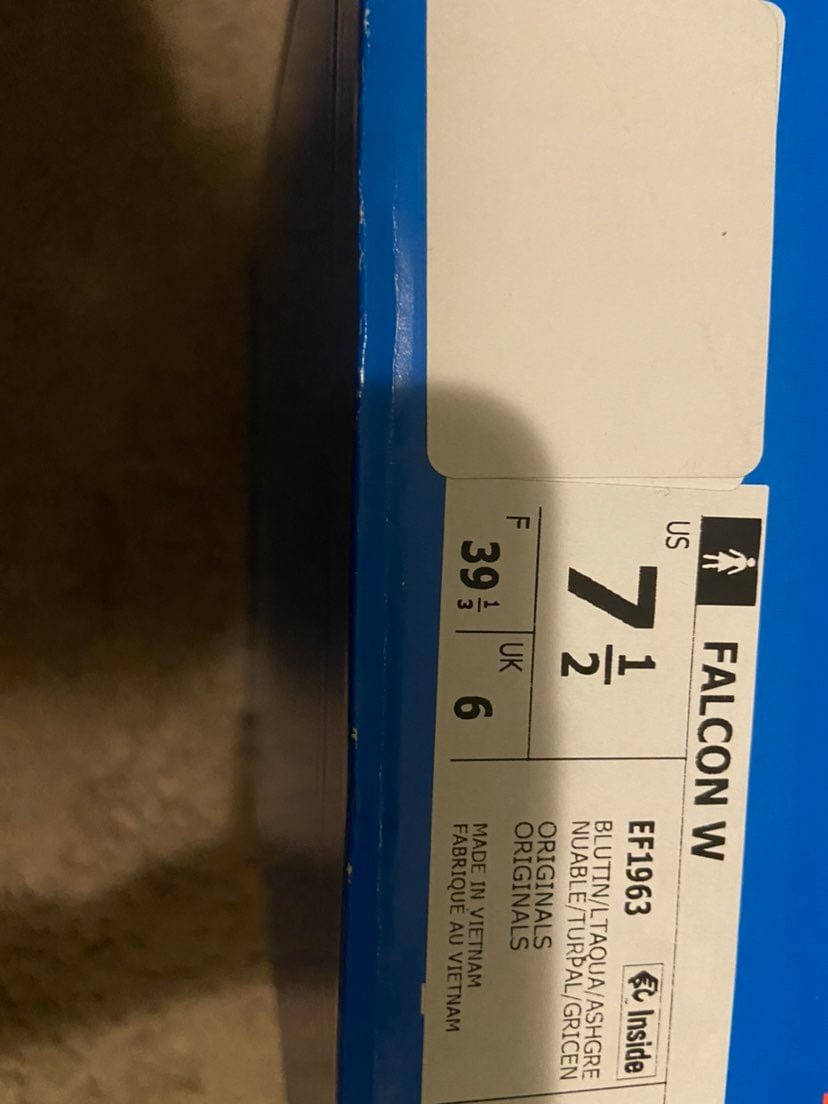 FALCON W
US
7 1/2
F
39 1/3
UK
6
EF1963
Inside
BLUTIN/LTAQUA/ASHGRE
NUABLE/TURPAL/GRICEN
ORIGINALS
ORIGINALS
MADE IN VIETNAM
FABRIQUÉ AU VIETNAM